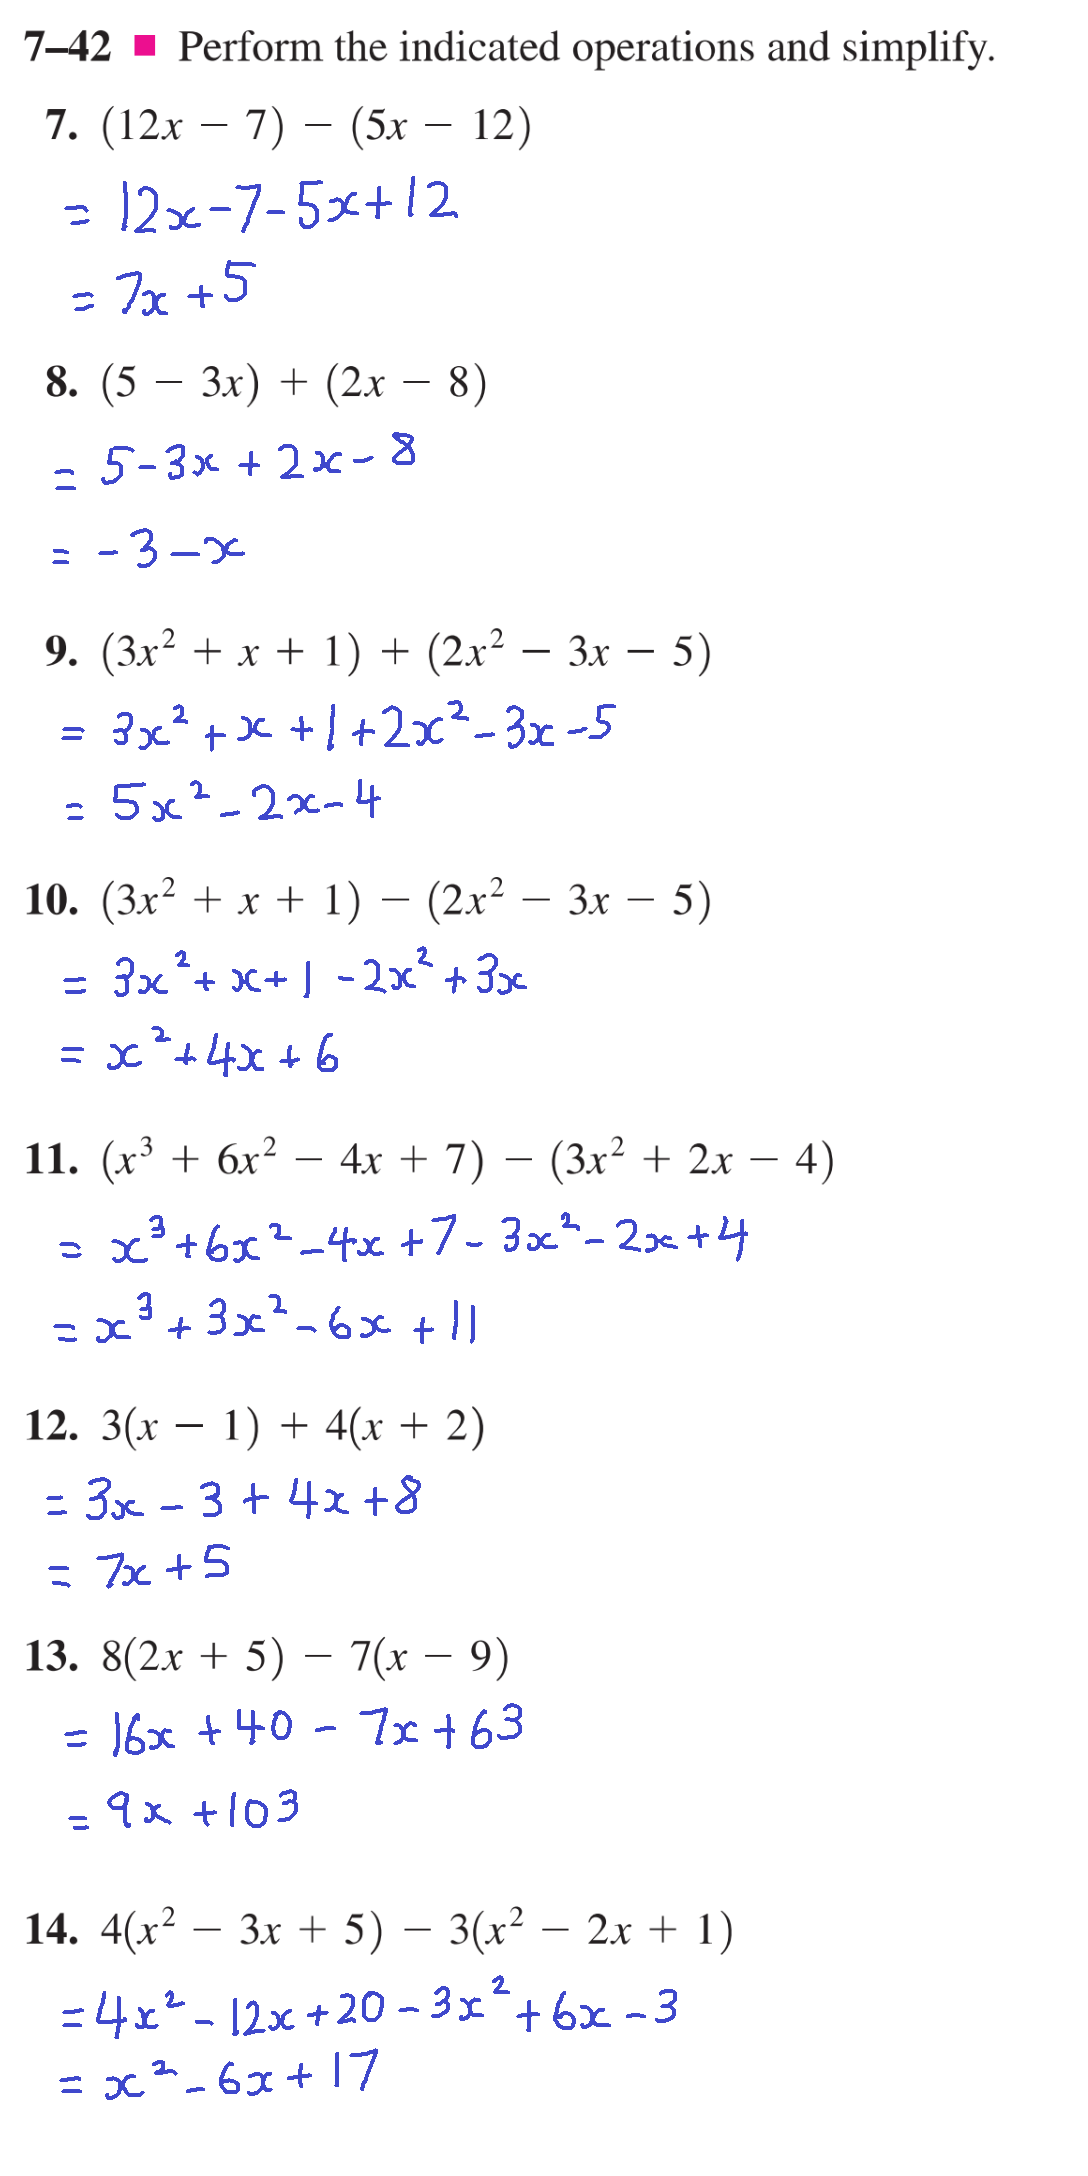 7–42 ■ Perform the indicated operations and simplify.
7. (12x − 7) − (5x − 12)
= 12x - 7 - 5x + 12
= 7x + 5
8. (5 − 3x) + (2x − 8)
= 5 - 3x + 2x - 8
= -3 - x
9. (3x² + x + 1) + (2x² − 3x − 5)
= 3x² + x + 1 + 2x² - 3x - 5
= 5x² - 2x - 4
10. (3x² + x + 1) − (2x² − 3x − 5)
= 3x² + x + 1 - 2x² + 3x
= x² + 4x + 6
11. (x³ + 6x² − 4x + 7) − (3x² + 2x − 4)
= x³ + 6x² - 4x + 7 - 3x² - 2x + 4
= x³ + 3x² - 6x + 11
12. 3(x − 1) + 4(x + 2)
= 3x - 3 + 4x + 8
= 7x + 5
13. 8(2x + 5) − 7(x − 9)
= 16x + 40 - 7x + 63
= 9x + 103
14. 4(x² − 3x + 5) − 3(x² − 2x + 1)
= 4x² - 12x + 20 - 3x² + 6x - 3
= x² - 6x + 17